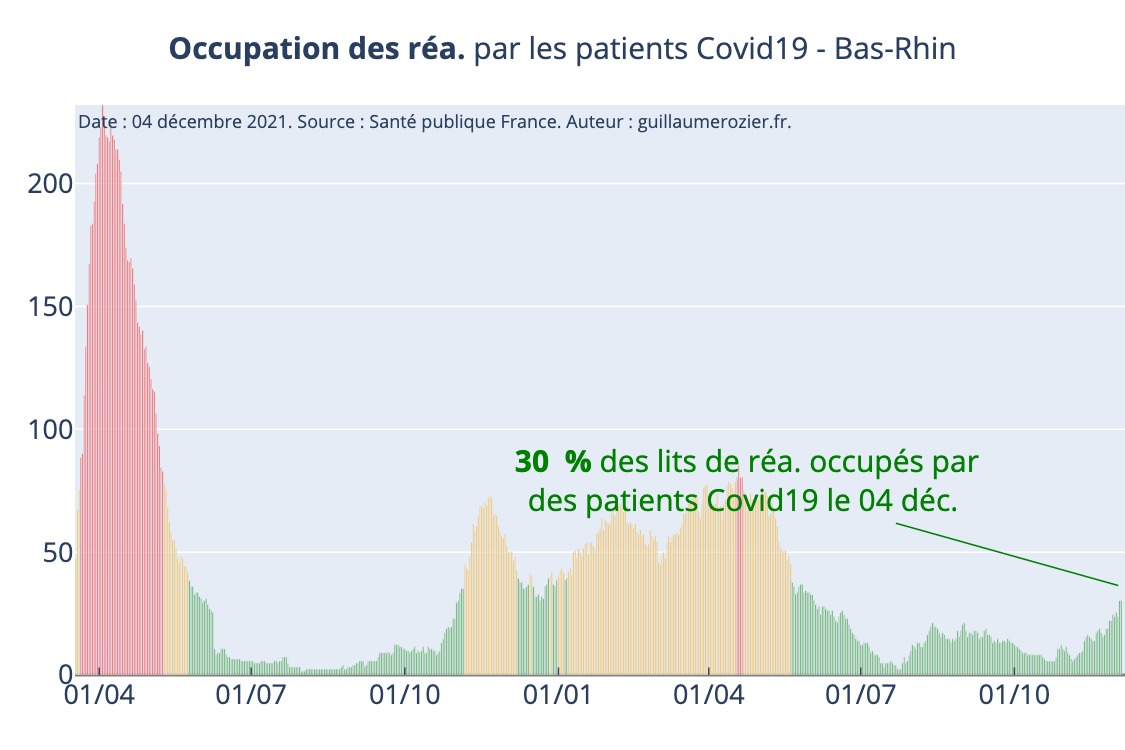 Occupation des réa. par les patients Covid19 - Bas-Rhin
Date : 04 décembre 2021. Source : Santé publique France. Auteur : guillaumerozier.fr.
200
150
100
30  % des lits de réa. occupés par
des patients Covid19 le 04 déc.
50
0
01/04 01/07 01/10 01/01 01/04 01/07 01/10